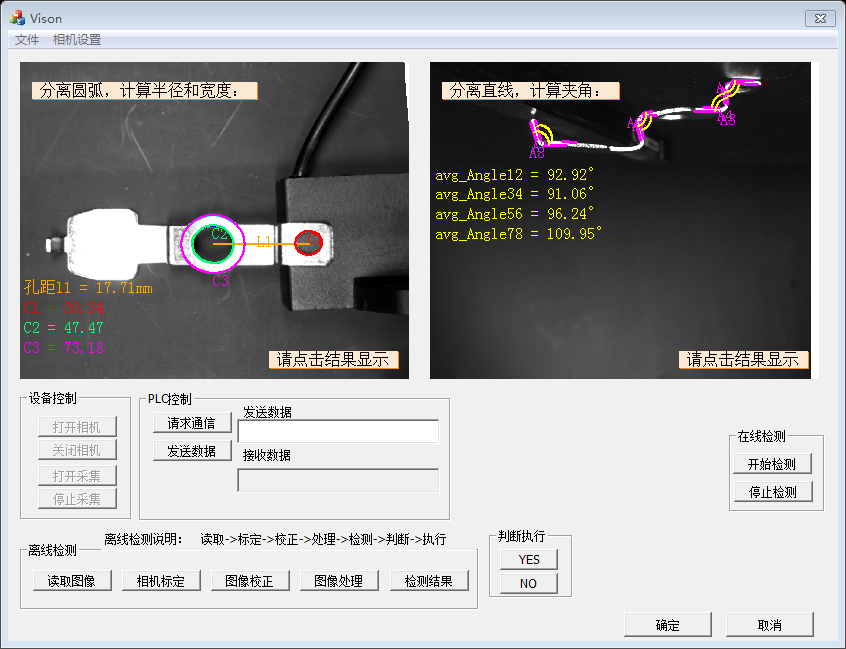 Vison
文件 相机设置
分离圆弧，计算半径和宽度：
分离直线，计算夹角：
C2
L1
C3
孔距l1 = 17.71mm
C2 = 47.47
C3 = 73.18
请点击结果显示
A8
avg_Angle12 = 92.92°
avg_Angle34 = 91.06°
avg_Angle56 = 96.24°
avg_Angle78 = 109.95°
请点击结果显示
设备控制
打开相机
关闭相机
打开采集
停止采集
PLC控制
请求通信
发送数据
发送数据
接收数据
在线检测
开始检测
停止检测
离线检测说明： 读取->标定->校正->处理->检测->判断->执行
离线检测
读取图像 相机标定 图像校正 图像处理 检测结果
判断执行
YES
NO
确定 取消